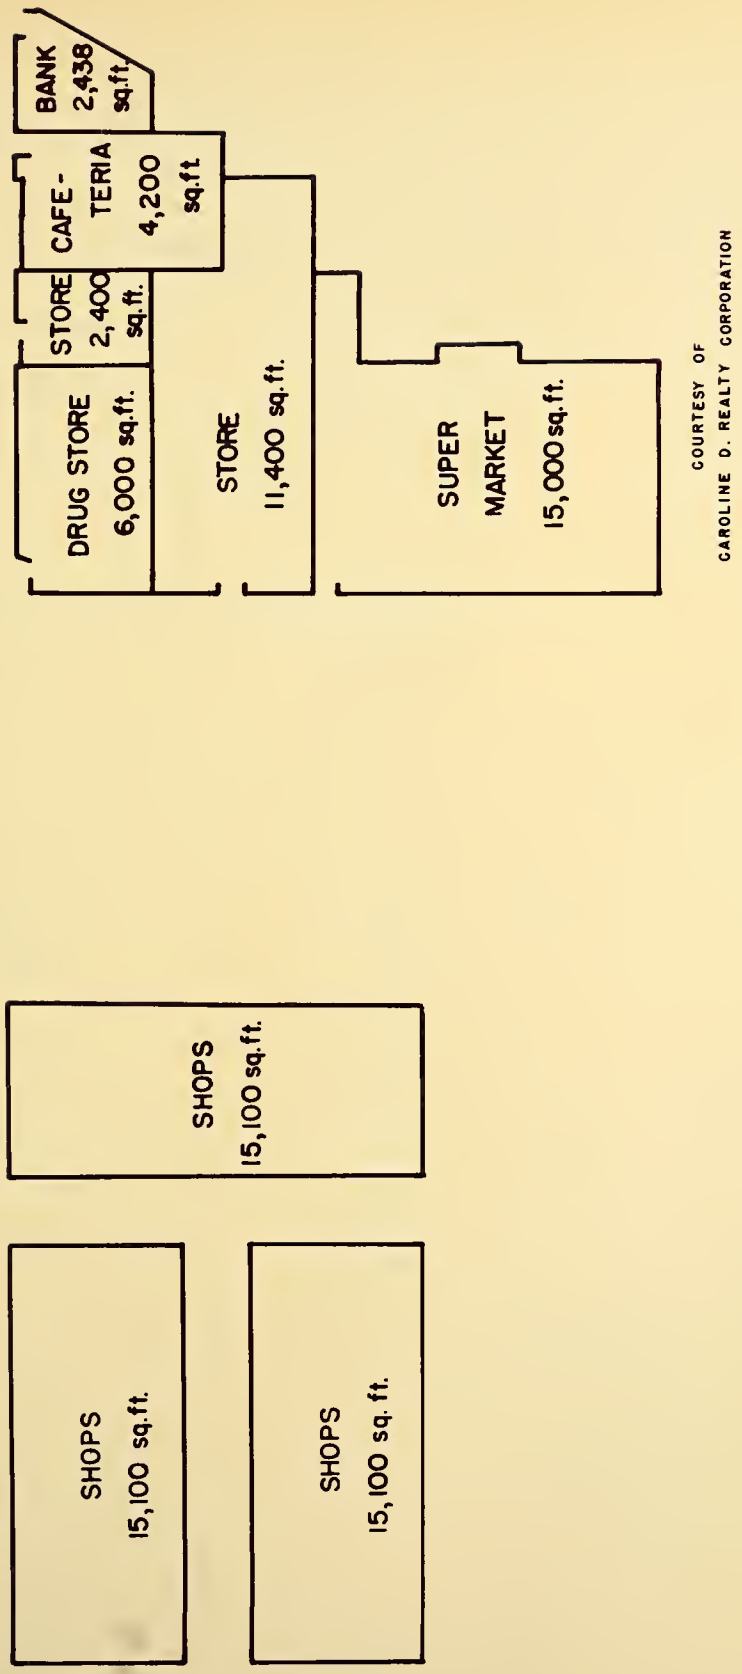 BANK
2,438
sq.ft.
CAFE-
TERIA
4,200
sq.ft
STORE
2,400
sq.ft.
DRUG STORE
6,000 sq.ft.
STORE
11,400 sq.ft.
SUPER
MARKET
15,000 sq.ft.
SHOPS
15,100 sq.ft.
SHOPS
15,100 sq.ft.
SHOPS
15,100 sq. ft.
COURTESY OF
CAROLINE D. REALTY CORPORATION